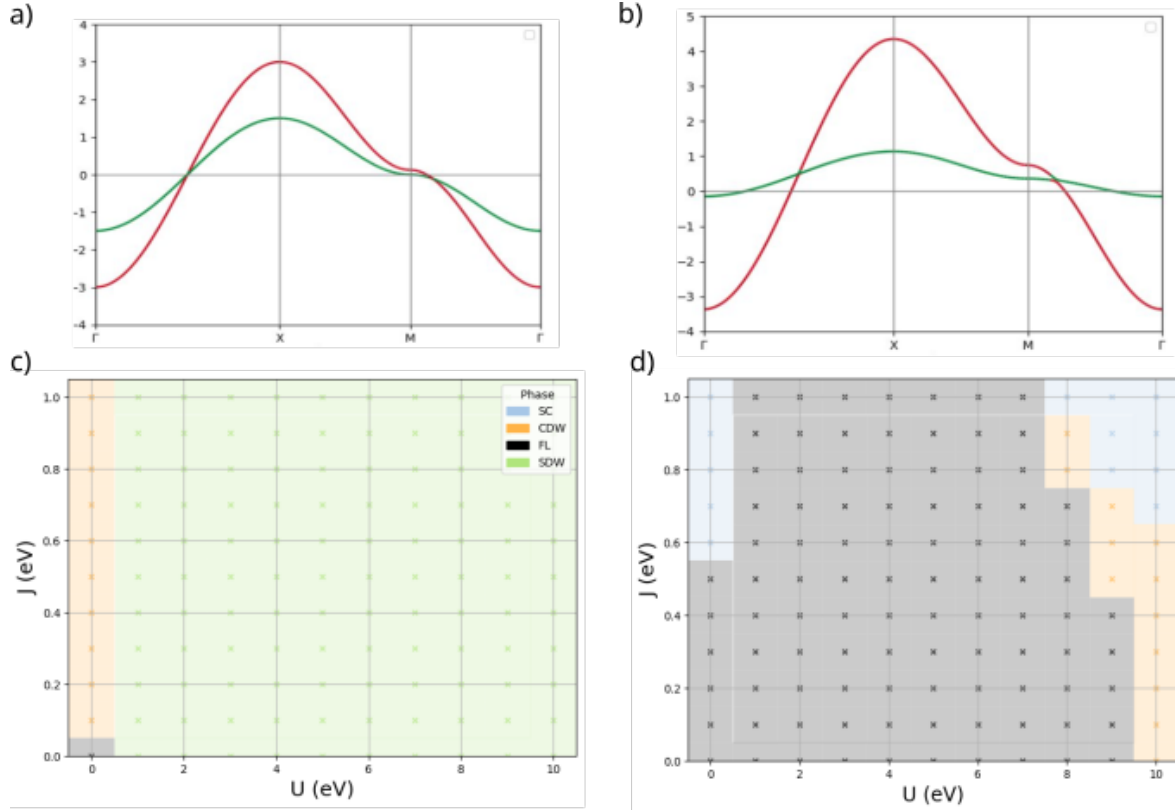 a)
4
3
2
1
0
-1
-2
-3
-4
Γ X M Γ
b)
5
4
3
2
1
0
−1
−2
−3
−4
Γ X M Γ
c)
J (eV)
1.0
0.8
0.6
0.4
0.2
0.0
Phase
SC
CDW
FL
SDW
0 2 4 6 8 10
U (eV)
d)
J (eV)
1.0
0.8
0.6
0.4
0.2
0.0
0 2 4 6 8 10
U (eV)